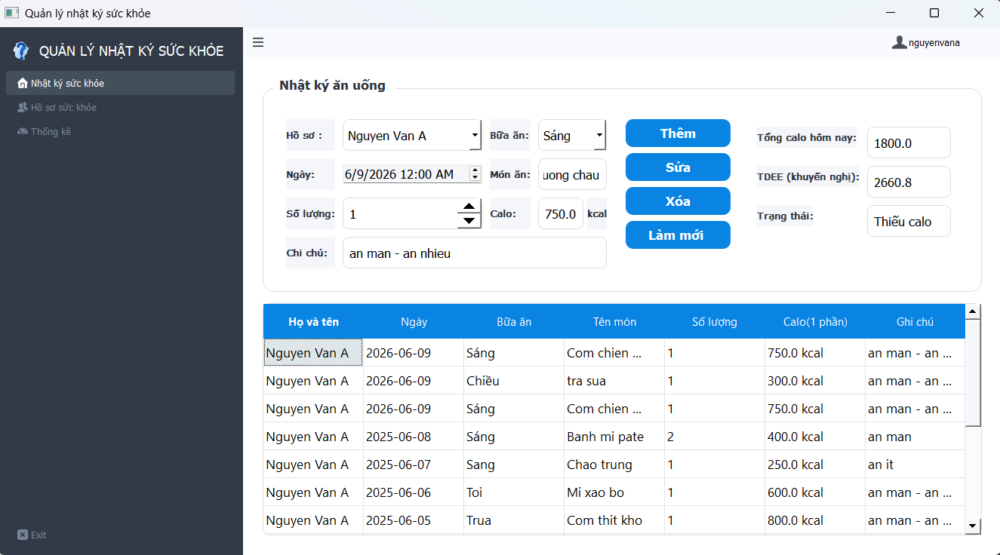 Quản lý nhật ký sức khỏe
QUẢN LÝ NHẬT KÝ SỨC KHỎE
nguyenvana
Nhật ký sức khỏe
Hồ sơ sức khỏe
Thống kê
Exit
Nhật ký ăn uống
Hồ sơ : Nguyen Van A Bữa ăn: Sáng
Ngày: 6/9/2026 12:00 AM Món ăn: uong chau
Số lượng: 1 Calo: 750.0 kcal
Chi chú: an man - an nhieu
Thêm
Sửa
Xóa
Làm mới
Tổng calo hôm nay: 1800.0
TDEE (khuyến nghị): 2660.8
Trạng thái: Thiếu calo
Họ và tên Ngày Bữa ăn Tên món Số lượng Calo(1 phần) Ghi chú
Nguyen Van A 2026-06-09 Sáng Com chien ... 1 750.0 kcal an man - an ...
Nguyen Van A 2026-06-09 Chiều tra sua 1 300.0 kcal an man - an ...
Nguyen Van A 2026-06-09 Sáng Com chien ... 1 750.0 kcal an man - an ...
Nguyen Van A 2025-06-08 Sáng Banh mi pate 2 400.0 kcal an man
Nguyen Van A 2025-06-07 Sang Chao trung 1 250.0 kcal an it
Nguyen Van A 2025-06-06 Toi Mi xao bo 1 600.0 kcal an man - an ...
Nguyen Van A 2025-06-05 Trua Com thit kho 1 800.0 kcal an man - an ...